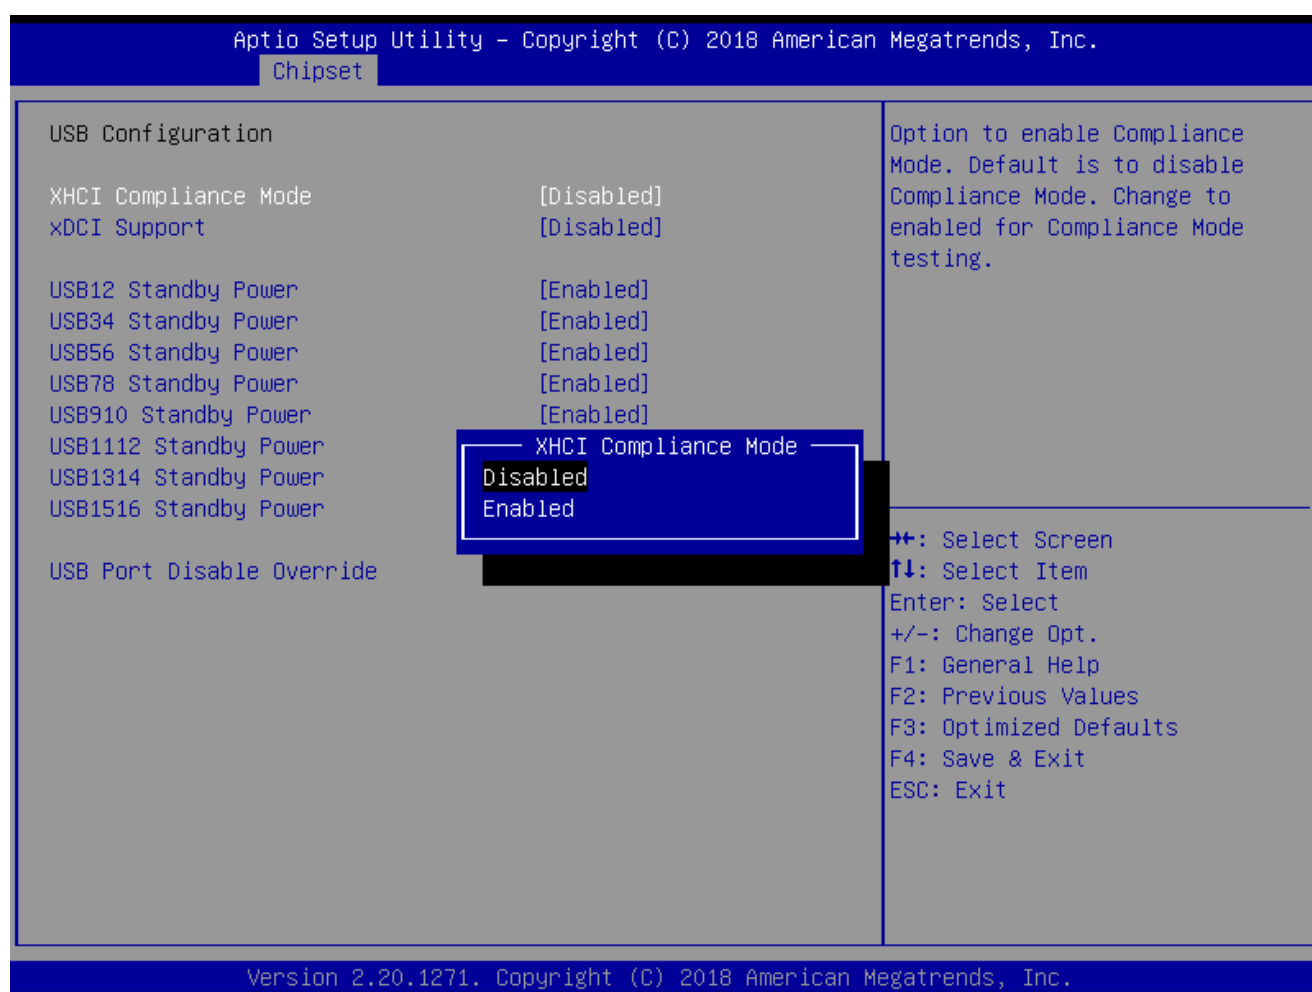 Aptio Setup Utility – Copyright (C) 2018 American Megatrends, Inc.
Chipset
USB Configuration
XHCI Compliance Mode [Disabled]
xDCI Support [Disabled]
USB12 Standby Power [Enabled]
USB34 Standby Power [Enabled]
USB56 Standby Power [Enabled]
USB78 Standby Power [Enabled]
USB910 Standby Power [Enabled]
USB1112 Standby Power
USB1314 Standby Power
USB1516 Standby Power
USB Port Disable Override
XHCI Compliance Mode
Disabled
Enabled
Option to enable Compliance
Mode. Default is to disable
Compliance Mode. Change to
enabled for Compliance Mode
testing.
→←: Select Screen
↑↓: Select Item
Enter: Select
+/-: Change Opt.
F1: General Help
F2: Previous Values
F3: Optimized Defaults
F4: Save & Exit
ESC: Exit
Version 2.20.1271. Copyright (C) 2018 American Megatrends, Inc.